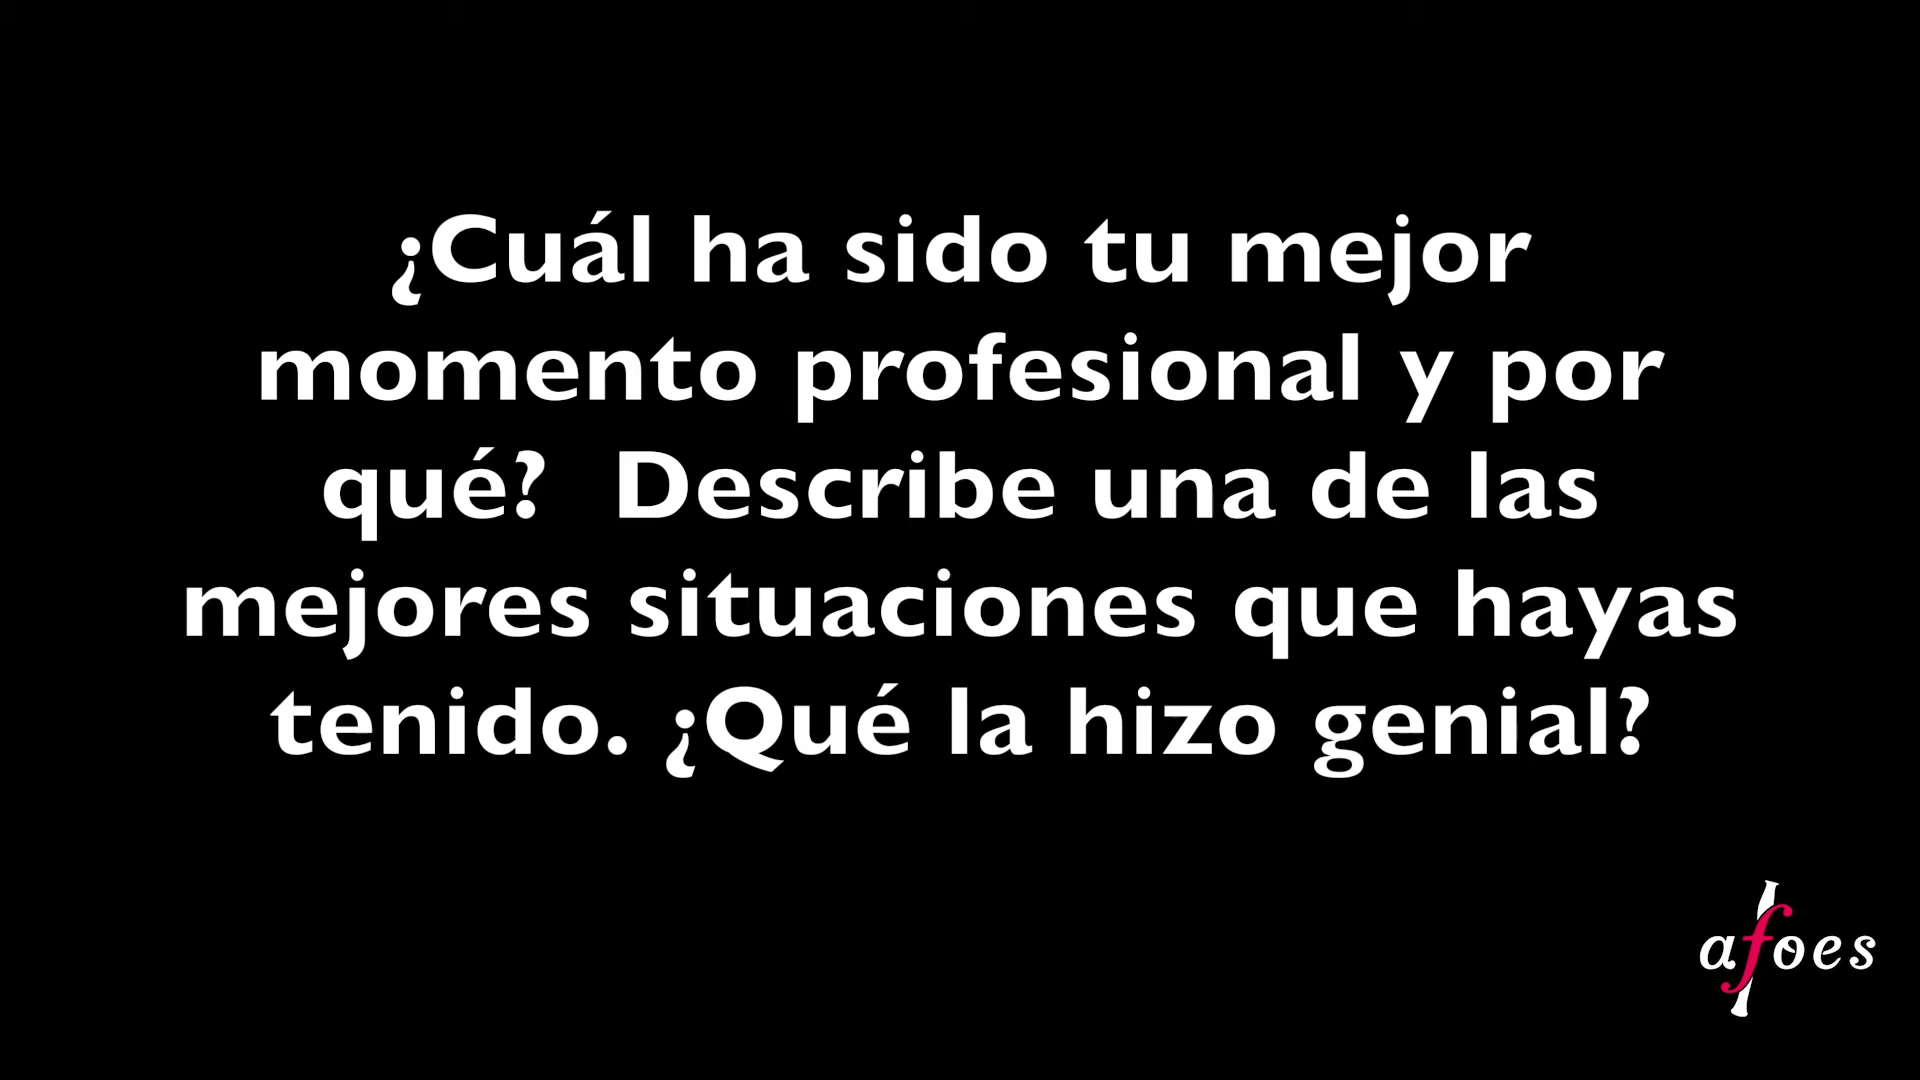 ¿Cuál ha sido tu mejor
momento profesional y por
qué?  Describe una de las
mejores situaciones que hayas
tenido. ¿Qué la hizo genial?
afoes